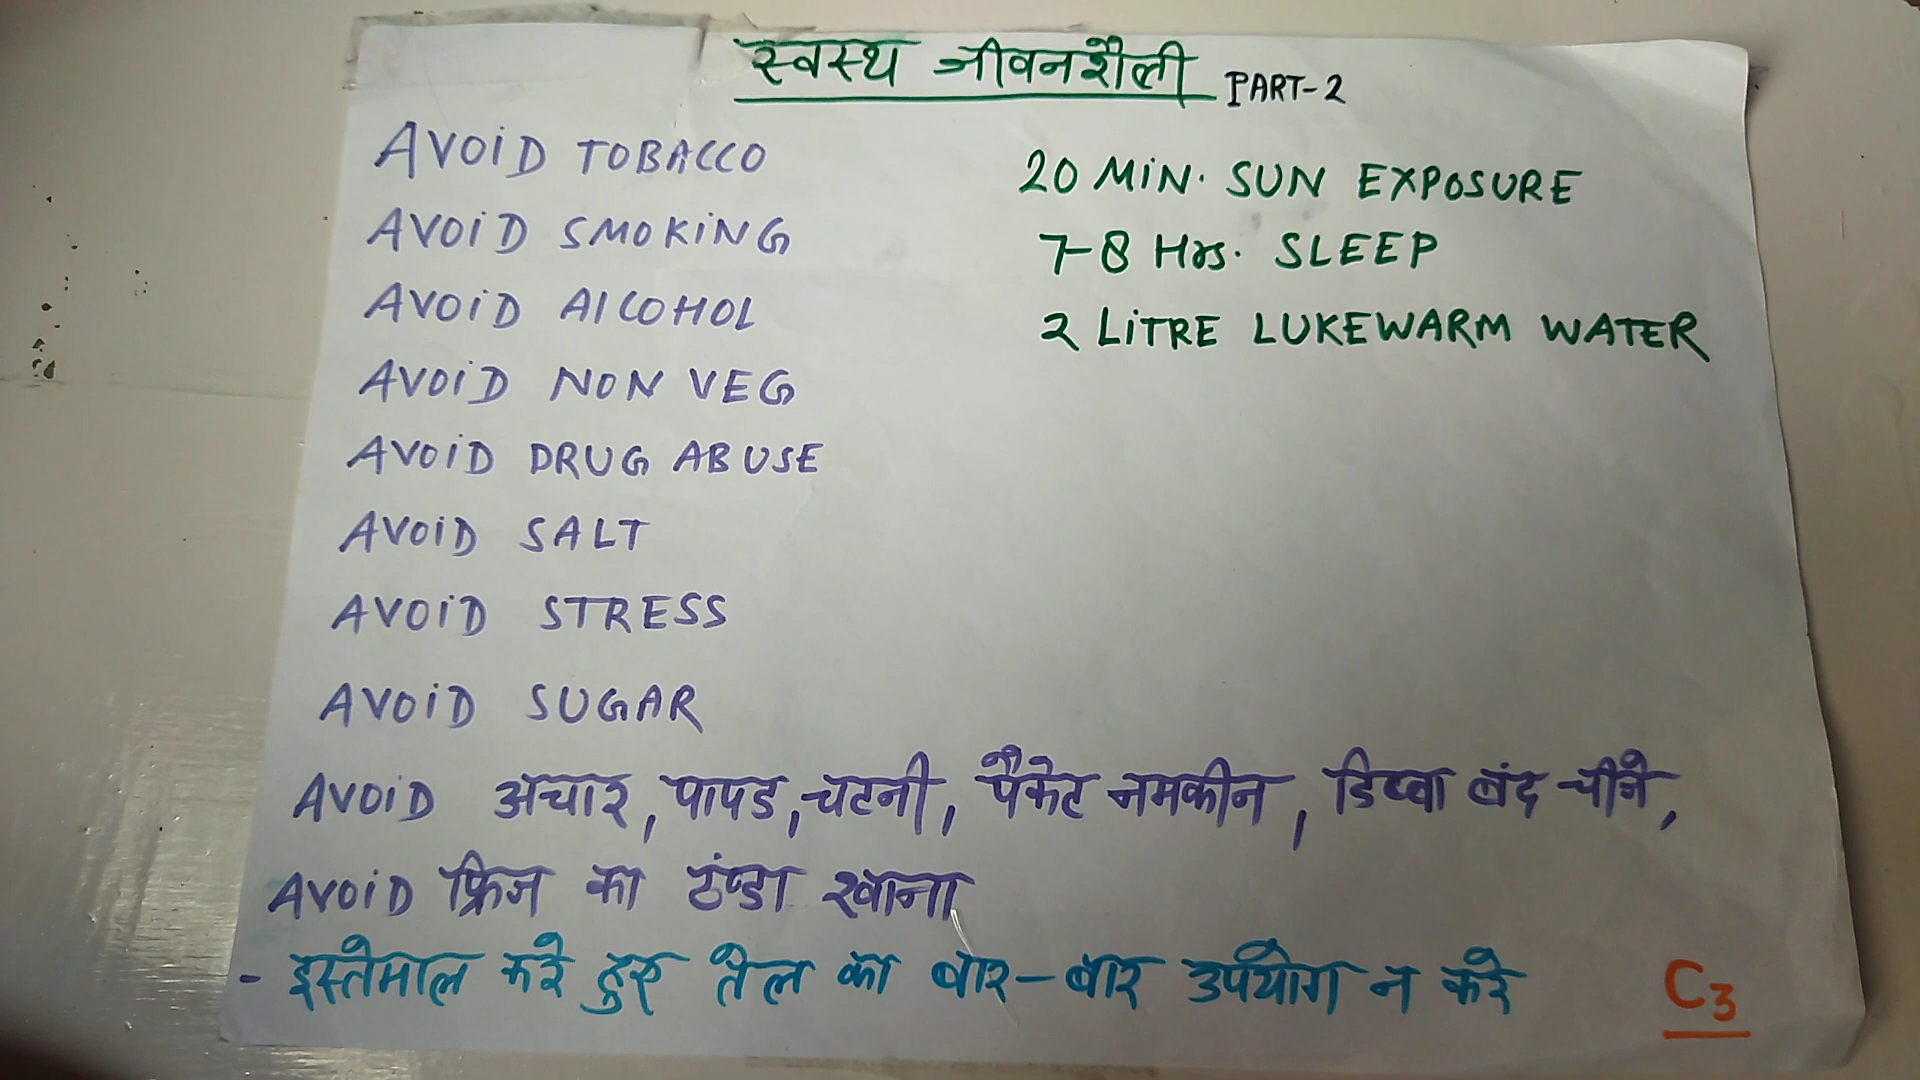 स्वस्थ जीवनशैली PART-2
AVOID TOBACCO
AVOID SMOKING
AVOID AlCOHOL
AVOID NON VEG
AVOID DRUG ABUSE
AVOID SALT
AVOID STRESS
AVOID SUGAR
20 MIN. SUN EXPOSURE
7-8 Hrs. SLEEP
2 LITRE LUKEWARM WATER
AVOID अचार, पापड, चटनी, पैकेट नमकीन, डिब्बा बंद चीजे,
AVOID फ्रिज का ठंण्डा खाना
- इस्तेमाल करे हुए तेल का बार-बार उपयोग न करे
C3